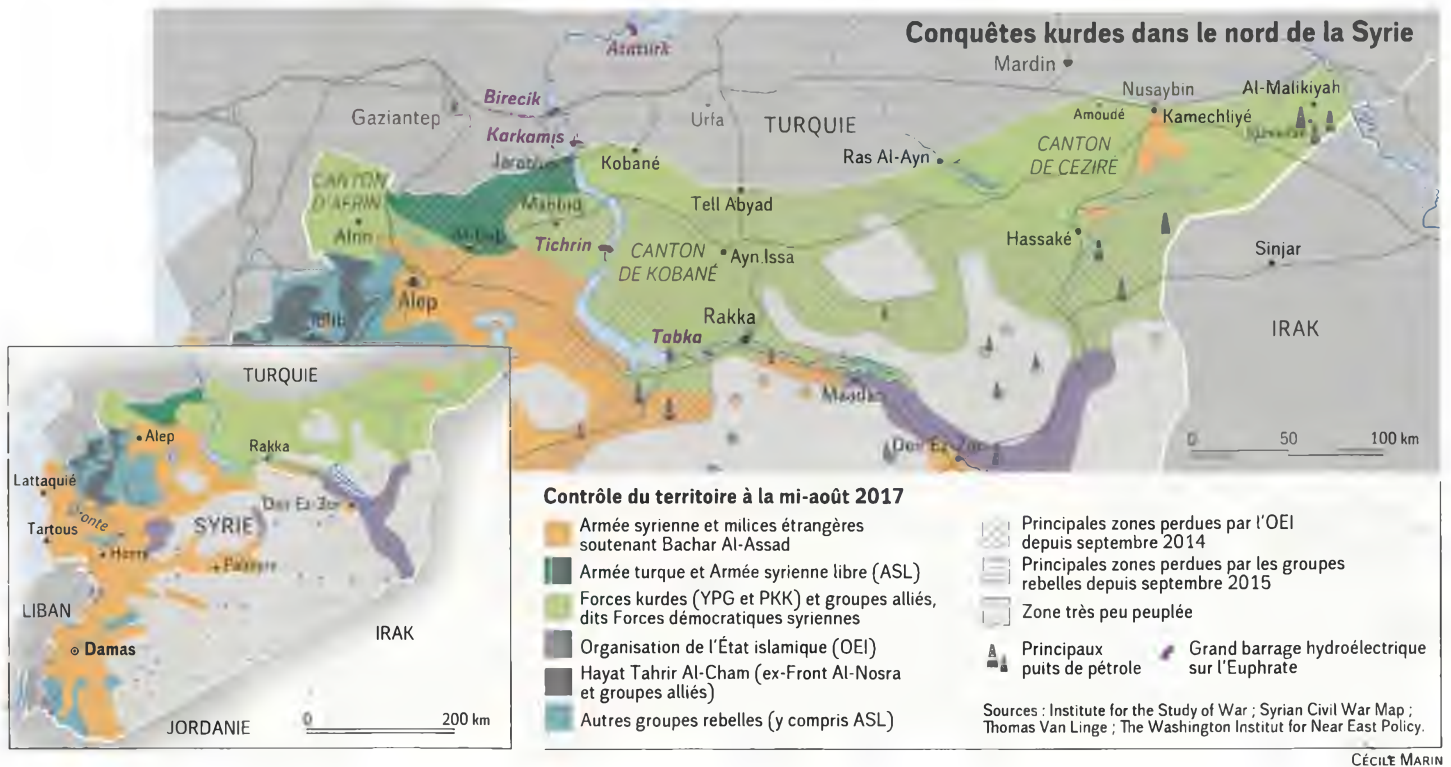 Conquêtes kurdes dans le nord de la Syrie
Atatürk
Mardin
Birecik
Gaziantep
Urfa
TURQUIE
Nusaybin
Al-Malikiyah
Amoudé
Kamechliyé
Karkamis
Kobané
Ras Al-Ayn
CANTON
DE CEZIRÉ
CANTON
D'AFRIN
Tell Abyad
Tichrin
CANTON
DE KOBANÉ
Ayn Issa
Hassaké
Sinjar
Alep
Idlib
Rakka
Tabka
IRAK
Maadan
Deir Ez-Zor
0 50 100 km
TURQUIE
Alep
Rakka
Lattaquié
Deir Ez-Zor
SYRIE
Tartous
Homs
Palmyre
LIBAN
IRAK
Damas
JORDANIE
0 200 km
Contrôle du territoire à la mi-août 2017
Armée syrienne et milices étrangères
soutenant Bachar Al-Assad
Armée turque et Armée syrienne libre (ASL)
Forces kurdes (YPG et PKK) et groupes alliés,
dits Forces démocratiques syriennes
Organisation de l'État islamique (OEI)
Hayat Tahrir Al-Cham (ex-Front Al-Nosra
et groupes alliés)
Autres groupes rebelles (y compris ASL)
Principales zones perdues par l'OEI
depuis septembre 2014
Principales zones perdues par les groupes
rebelles depuis septembre 2015
Zone très peu peuplée
Principaux
puits de pétrole
Grand barrage hydroélectrique
sur l'Euphrate
Sources : Institute for the Study of War ; Syrian Civil War Map ;
Thomas Van Linge ; The Washington Institut for Near East Policy.
CÉCILE MARIN